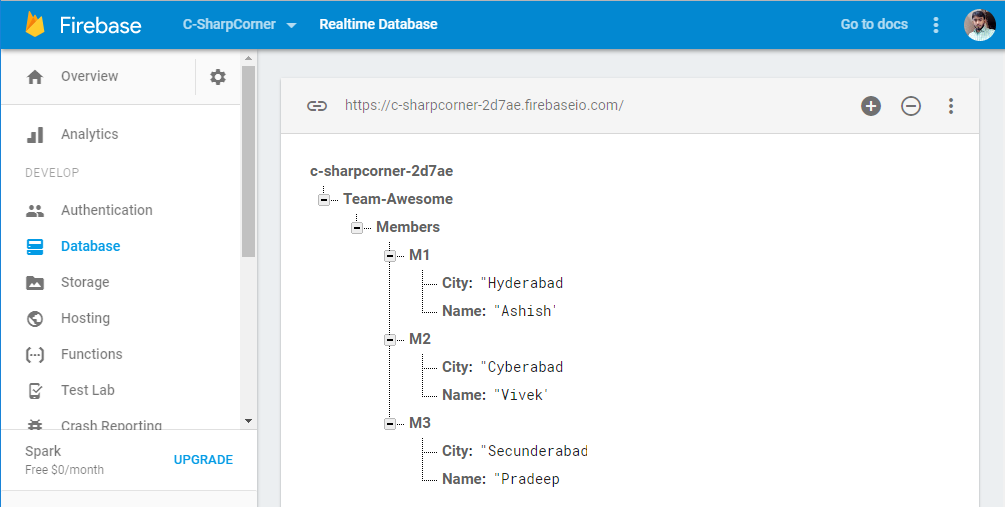 Firebase C-SharpCorner Realtime Database Go to docs
Overview
https://c-sharpcorner-2d7ae.firebaseio.com/
Analytics
DEVELOP
Authentication
Database
Storage
Hosting
Functions
Test Lab
Crash Reporting
Spark
Free $0/month
UPGRADE
c-sharpcorner-2d7ae
Team-Awesome
Members
M1
City: "Hyderabad
Name: "Ashish'
M2
City: "Cyberabad
Name: "Vivek'
M3
City: "Secunderabad
Name: "Pradeep